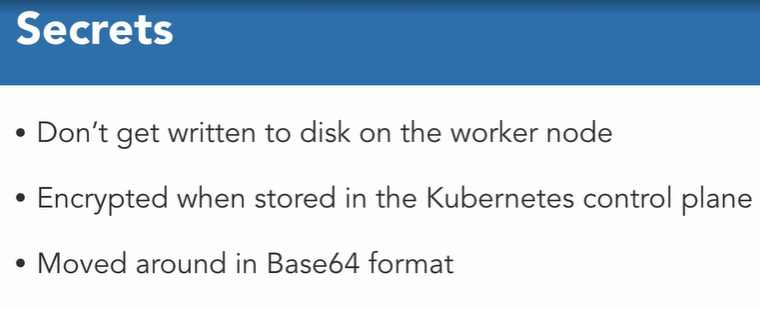 Secrets
• Don’t get written to disk on the worker node
• Encrypted when stored in the Kubernetes control plane
• Moved around in Base64 format